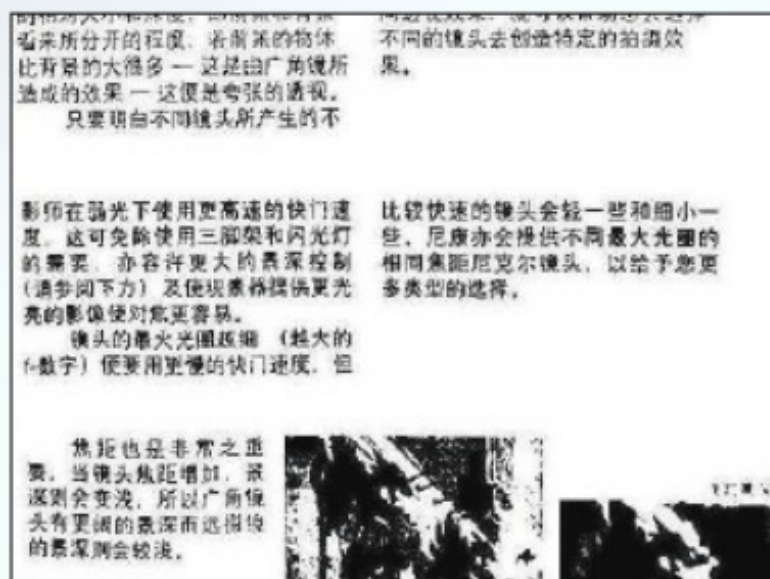 看来所分开的程度。若前景的物体
比背景的大很多 — 这是由广角镜所
造成的效果 — 这便是夸张的透视。
只要明白不同镜头所产生的不
不同的镜头去创造特定的拍摄效
果。
影师在弱光下使用更高速的快门速
度。这可免除使用三脚架和闪光灯
的需要。亦容许更大的景深控制
(请参阅下方) 及使观景器提供更光
亮的影像使对焦更容易。
镜头的最大光圈越细 (越大的
f-数字) 便要用更慢的快门速度。但
比较快速的镜头会轻一些和细小一
些。尼康亦会提供不同最大光圈的
相同焦距尼克尔镜头，以给予您更
多类型的选择。
焦距也是非常之重
要。当镜头焦距增加，景
深则会变浅，所以广角镜
头有更阔的景深而远摄镜
的景深则会较浅。